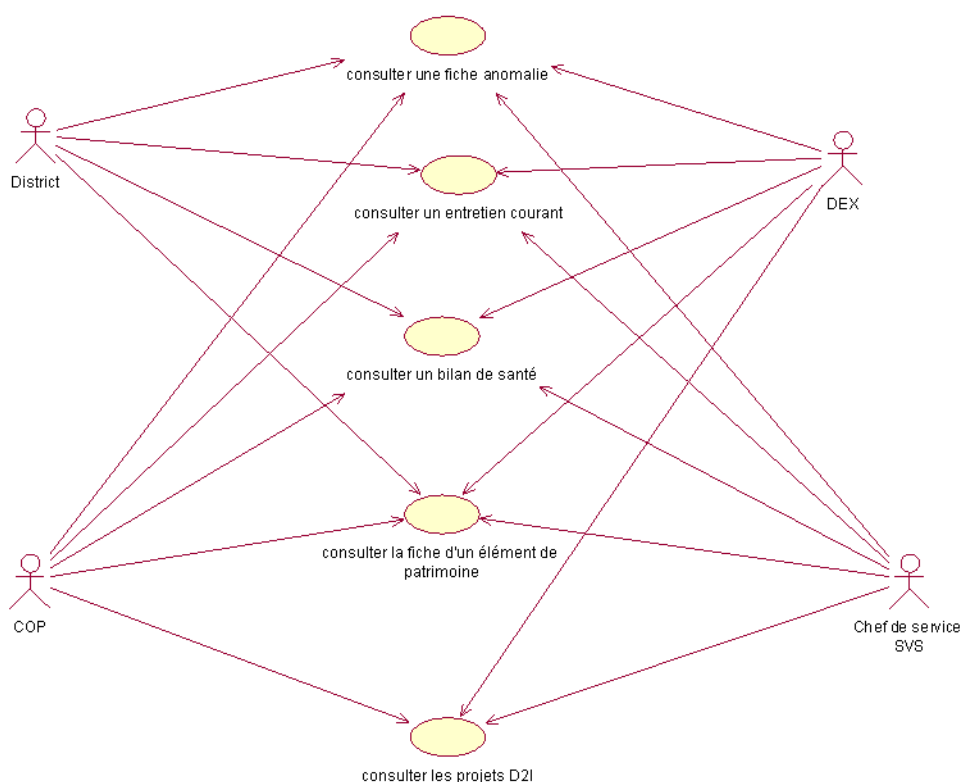 consulter une fiche anomalie
District
DEX
consulter un entretien courant
consulter un bilan de santé
consulter la fiche d'un élément de
patrimoine
COP
Chef de service
SVS
consulter les projets D2I